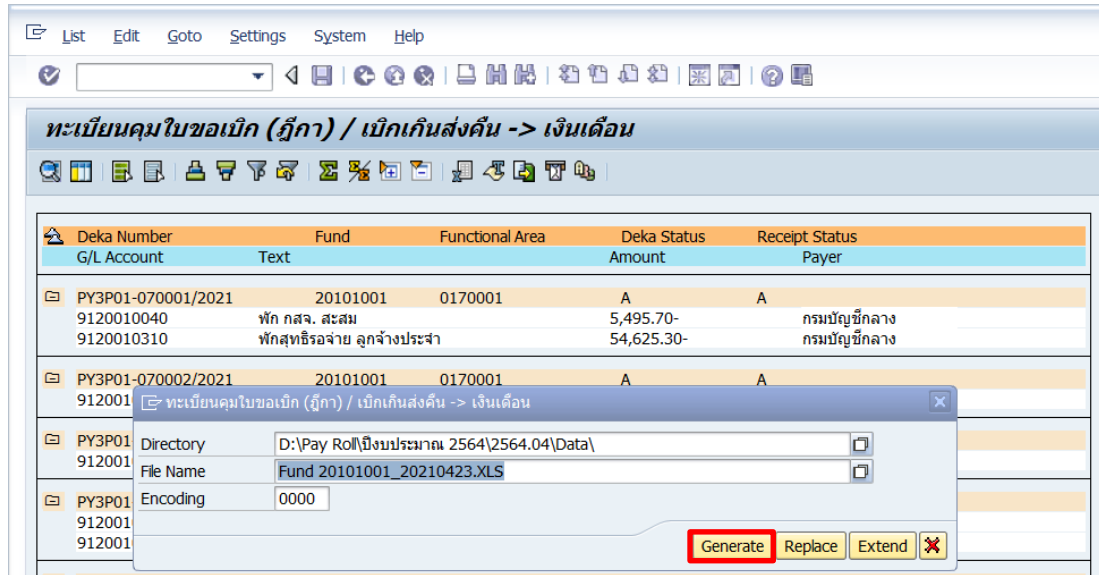 List Edit Goto Settings System Help
ทะเบียนคุมใบขอเบิก (ฎีกา) / เบิกเกินส่งคืน -> เงินเดือน
Deka Number Fund Functional Area Deka Status Receipt Status
G/L Account Text Amount Payer
PY3P01-070001/2021 20101001 0170001 A A
9120010040 พัก กสจ. สะสม 5,495.70- กรมบัญชีกลาง
9120010310 พักสุทธิรอจ่าย ลูกจ้างประจำ 54,625.30- กรมบัญชีกลาง
PY3P01-070002/2021 20101001 0170001 A A
912001
ทะเบียนคุมใบขอเบิก (ฎีกา) / เบิกเกินส่งคืน -> เงินเดือน
PY3P01
Directory D:\Pay Roll\ปีงบประมาณ 2564\2564.04\Data\
912001
File Name Fund 20101001_20210423.XLS
PY3P01
Encoding 0000
912001
912001
Generate Replace Extend